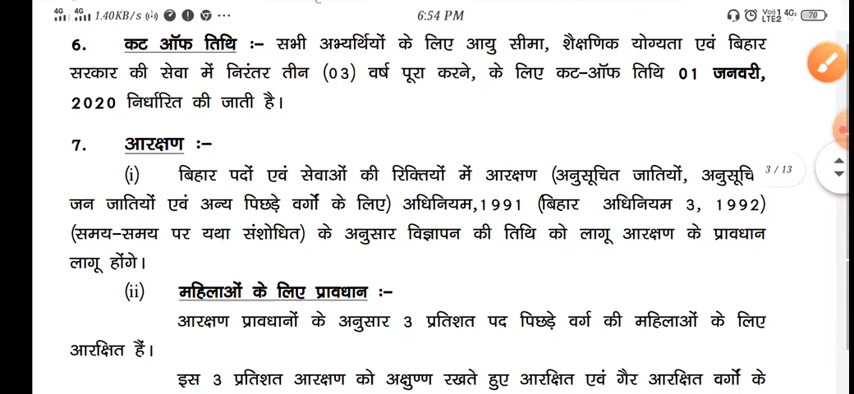 4G 4G 1.40KB/s 6:54 PM Vo)) LTE2 4G 70
6. कट ऑफ तिथि :– सभी अभ्यर्थियों के लिए आयु सीमा, शैक्षणिक योग्यता एवं बिहार
सरकार की सेवा में निरंतर तीन (03) वर्ष पूरा करने, के लिए कट–ऑफ तिथि 01 जनवरी,
2020 निर्धारित की जाती है।
7. आरक्षण :–
(i) बिहार पदों एवं सेवाओं की रिक्तियों में आरक्षण (अनुसूचित जातियों, अनुसूचि
3 / 13
जन जातियों एवं अन्य पिछड़े वर्गो के लिए) अधिनियम,1991 (बिहार अधिनियम 3, 1992)
(समय–समय पर यथा संशोधित) के अनुसार विज्ञापन की तिथि को लागू आरक्षण के प्रावधान
लागू होंगे।
(ii) महिलाओं के लिए प्रावधान :–
आरक्षण प्रावधानों के अनुसार 3 प्रतिशत पद पिछड़े वर्ग की महिलाओं के लिए
आरक्षित हैं।
इस 3 प्रतिशत आरक्षण को अक्षुण्ण रखते हुए आरक्षित एवं गैर आरक्षित वर्गो के